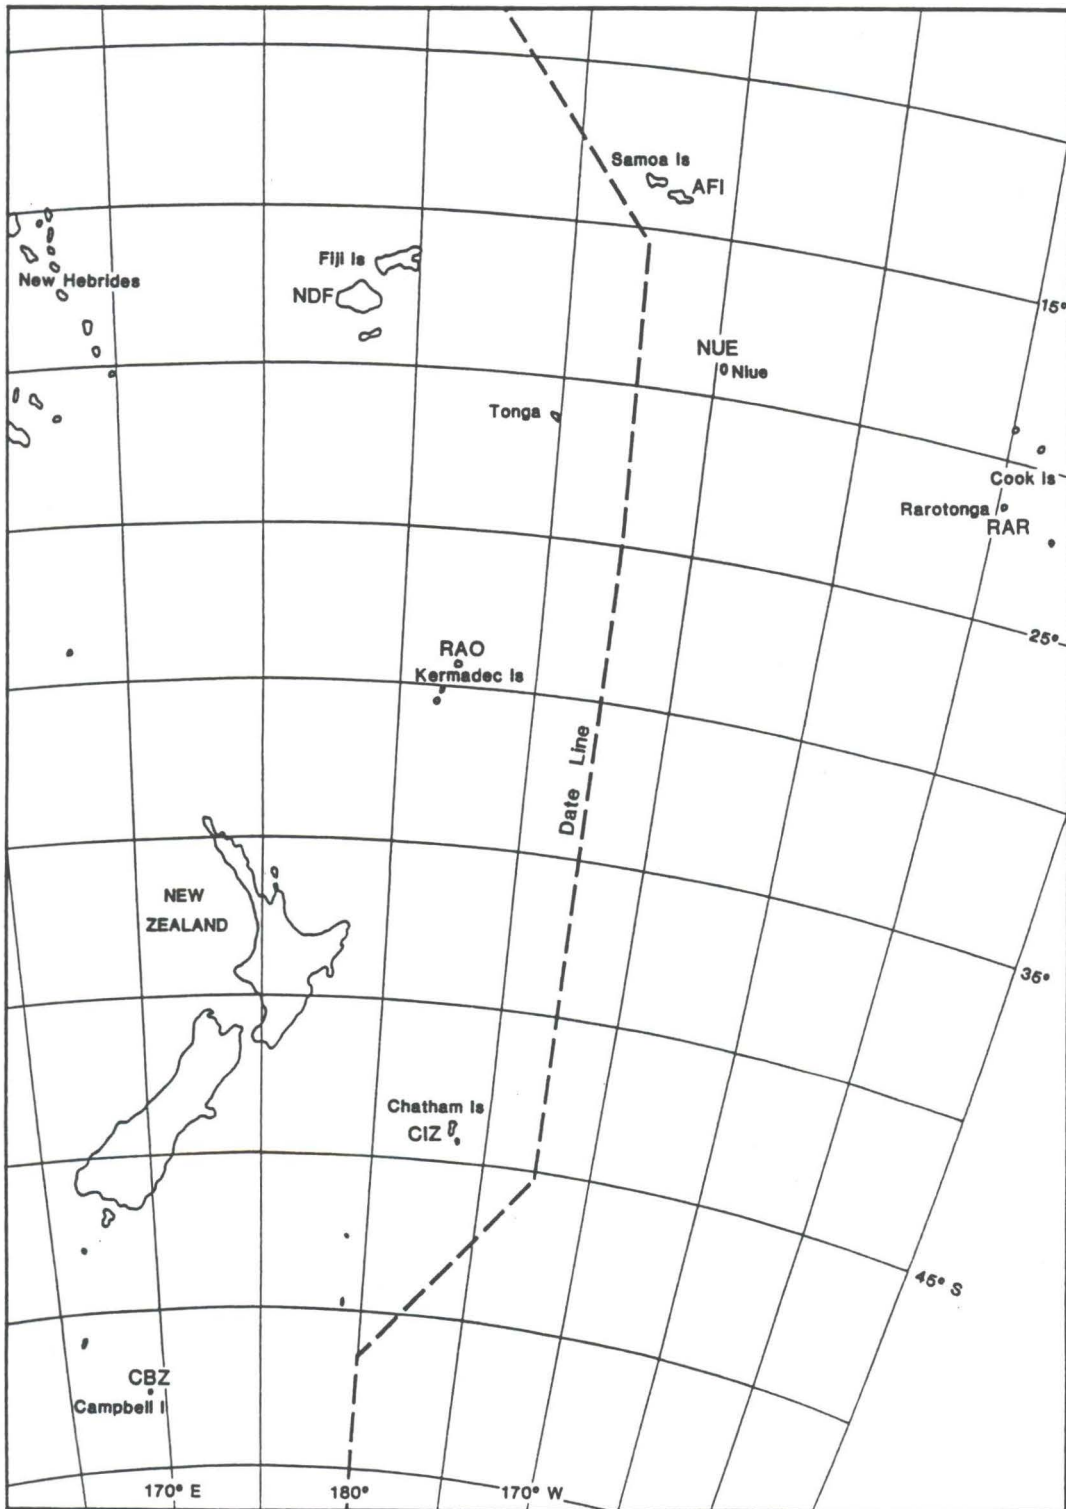 Samoa Is
AFI
Fiji Is
New Hebrides
NDF
15°
NUE
Niue
Tonga
Cook Is
Rarotonga
RAR
25°
RAO
Kermadec Is
Date Line
NEW
ZEALAND
35°
Chatham Is
CIZ
45° S
CBZ
Campbell I
170° E
180°
170° W